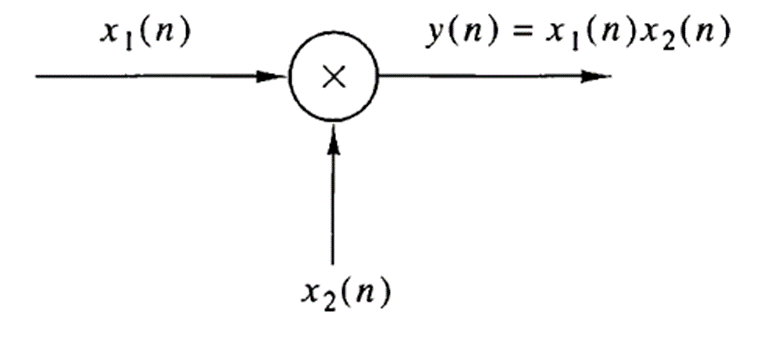 x₁(n)
y(n) = x₁(n)x₂(n)
×
x₂(n)